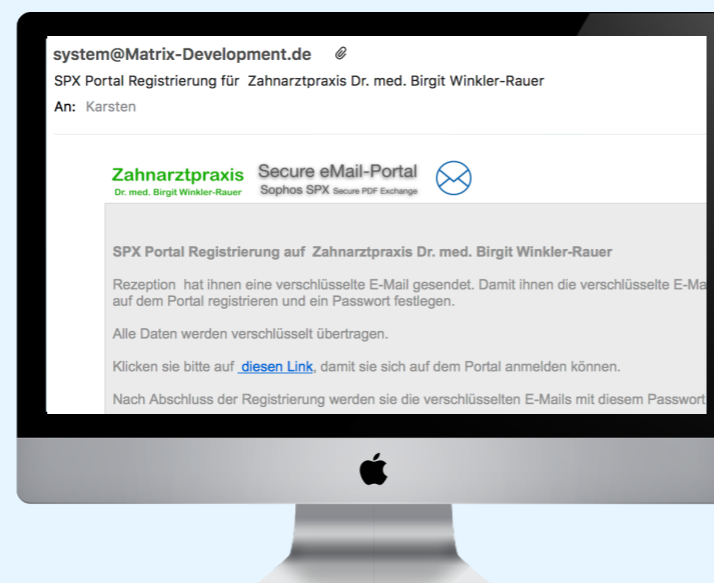 system@Matrix-Development.de
SPX Portal Registrierung für Zahnarztpraxis Dr. med. Birgit Winkler-Rauer
An: Karsten
Zahnarztpraxis
Dr. med. Birgit Winkler-Rauer
Secure eMail-Portal
Sophos SPX Secure PDF Exchange
SPX Portal Registrierung auf Zahnarztpraxis Dr. med. Birgit Winkler-Rauer
Rezeption hat ihnen eine verschlüsselte E-Mail gesendet. Damit ihnen die verschlüsselte E-Ma
auf dem Portal registrieren und ein Passwort festlegen.
Alle Daten werden verschlüsselt übertragen.
Klicken sie bitte auf diesen Link, damit sie sich auf dem Portal anmelden können.
Nach Abschluss der Registrierung werden sie die verschlüsselten E-Mails mit diesem Passwort